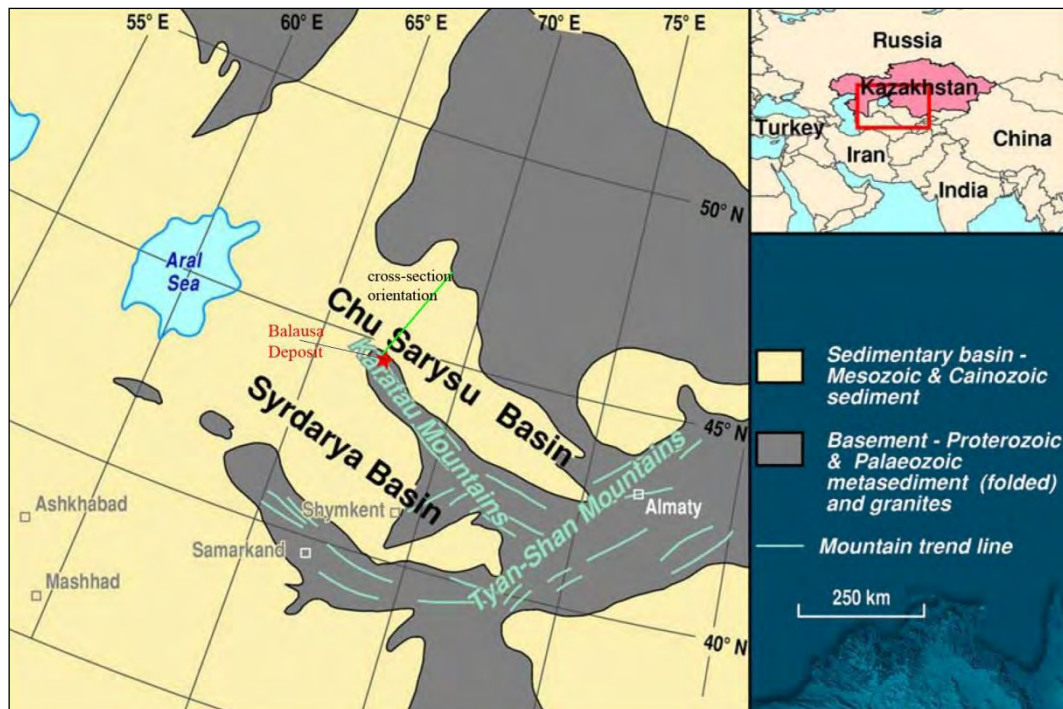 55° E
60° E
65° E
70° E
75° E
50° N
45° N
40° N
Aral
Sea
cross-section
orientation
Balausa
Deposit
Chu Sarysu Basin
Karatau Mountains
Syrdarya Basin
Ashkhabad
Mashhad
Shymkent
Samarkand
Almaty
Tyan-Shan Mountains
Russia
Kazakhstan
Turkey
Iran
China
India
Sedimentary basin -
Mesozoic & Cainozoic
sediment
Basement - Proterozoic
& Palaeozoic
metasediment (folded)
and granites
Mountain trend line
250 km